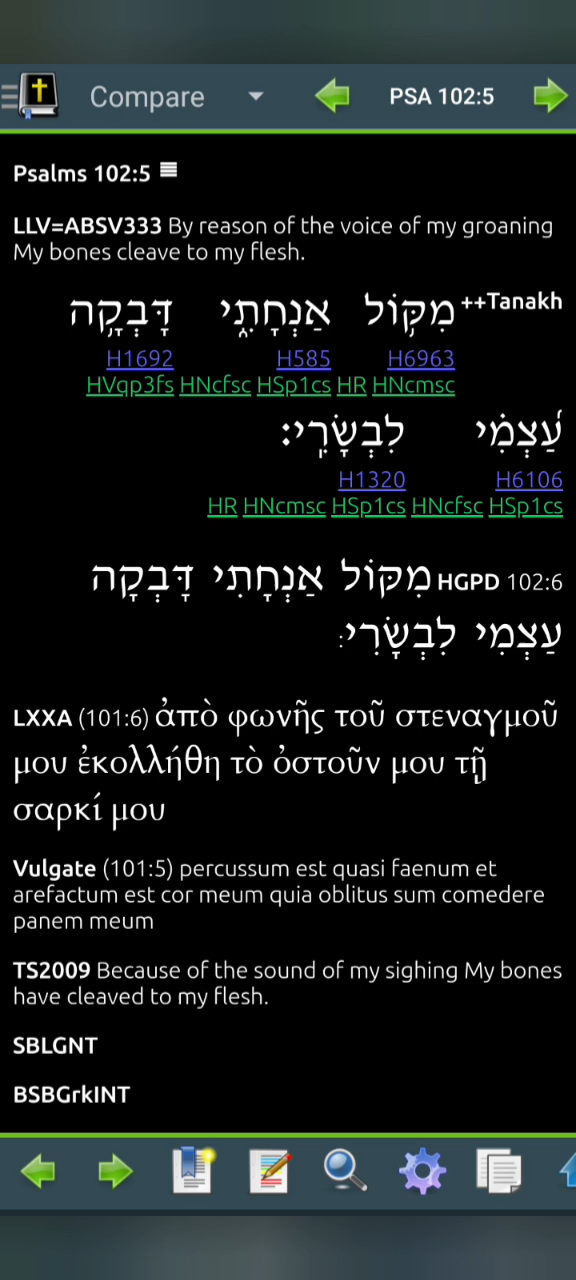 Compare
PSA 102:5
Psalms 102:5
LLV=ABSV333 By reason of the voice of my groaning
My bones cleave to my flesh.
++Tanakh מִקּ֥וֹל אַנְחָתִ֑י דָּבְקָ֥ה
H1692 H585 H6963
HVqp3fs HNcfsc HSp1cs HR HNcmsc
עַ֝צְמִ֗י לִבְשָׂרִֽי׃
H1320 H6106
HR HNcmsc HSp1cs HNcfsc HSp1cs
HGPD 102:6 מִקּוֹל אַנְחָתִי דָּבְקָה
עַצְמִי לִבְשָׂרִי׃
LXXA (101:6) ἀπὸ φωνῆς τοῦ στεναγμοῦ
μου ἐκολλήθη τὸ ὀστοῦν μου τῇ
σαρκί μου
Vulgate (101:5) percussum est quasi faenum et
arefactum est cor meum quia oblitus sum comedere
panem meum
TS2009 Because of the sound of my sighing My bones
have cleaved to my flesh.
SBLGNT
BSBGrkINT